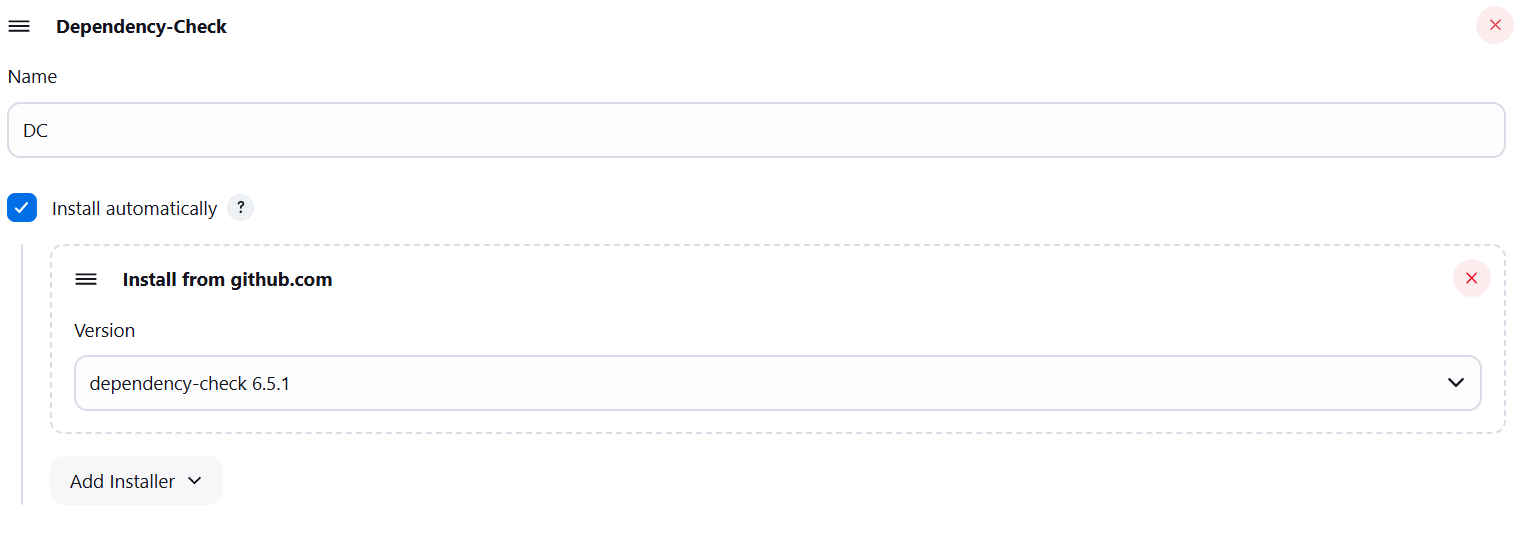 Dependency-Check
Name
DC
Install automatically ?
Install from github.com
Version
dependency-check 6.5.1
Add Installer